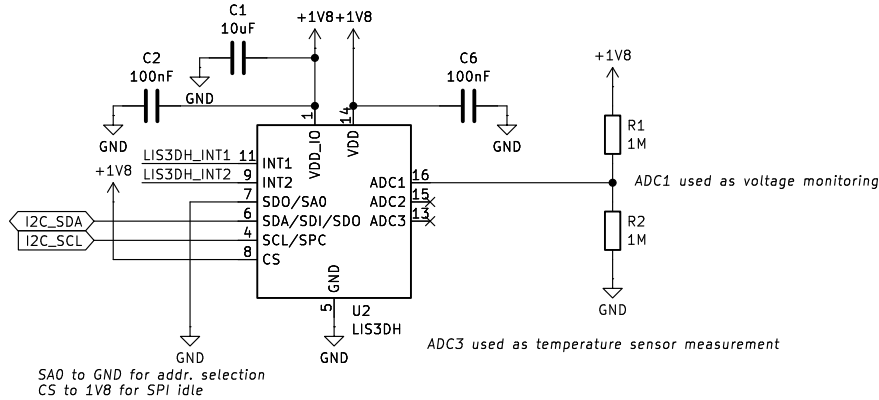 C1
10uF
+1V8
+1V8
C2
100nF
GND
C6
100nF
+1V8
GND
GND
1
14
VDD_IO
VDD
R1
1M
LIS3DH_INT1
11
INT1
16
ADC1
ADC1 used as voltage monitoring
+1V8
LIS3DH_INT2
9
INT2
15
ADC2
7
SDO/SA0
I2C_SDA
6
SDA/SDI/SDO
13
ADC3
R2
1M
I2C_SCL
4
SCL/SPC
8
CS
GND
5
U2
LIS3DH
GND
GND
GND
ADC3 used as temperature sensor measurement
SA0 to GND for addr. selection
CS to 1V8 for SPI idle